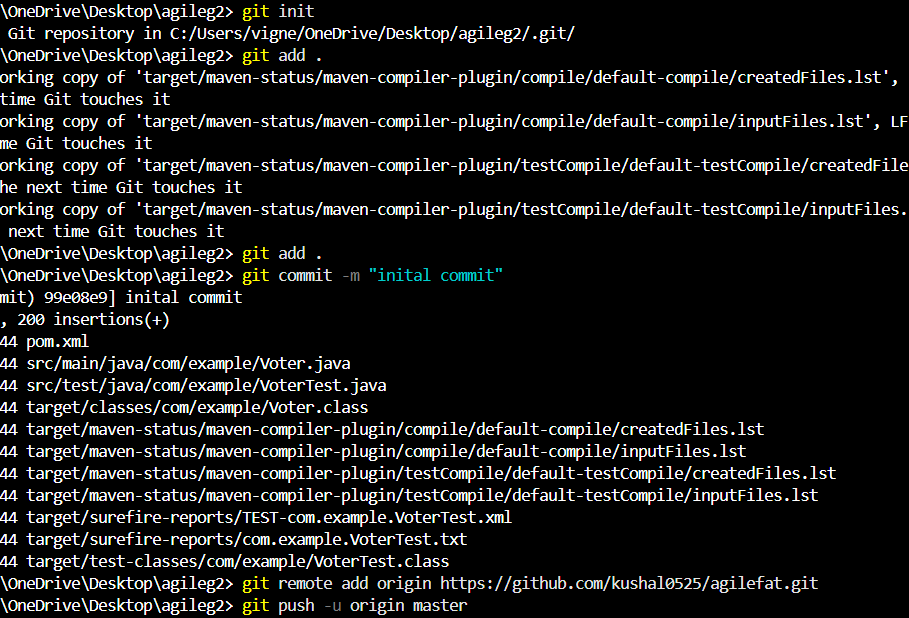 \OneDrive\Desktop\agileg2> git init
Git repository in C:/Users/vigne/OneDrive/Desktop/agileg2/.git/
\OneDrive\Desktop\agileg2> git add .
orking copy of 'target/maven-status/maven-compiler-plugin/compile/default-compile/createdFiles.lst',
time Git touches it
orking copy of 'target/maven-status/maven-compiler-plugin/compile/default-compile/inputFiles.lst', LF
me Git touches it
orking copy of 'target/maven-status/maven-compiler-plugin/testCompile/default-testCompile/createdFile
he next time Git touches it
orking copy of 'target/maven-status/maven-compiler-plugin/testCompile/default-testCompile/inputFiles.
next time Git touches it
\OneDrive\Desktop\agileg2> git add .
\OneDrive\Desktop\agileg2> git commit -m "inital commit"
mit) 99e08e9] inital commit
, 200 insertions(+)
44 pom.xml
44 src/main/java/com/example/Voter.java
44 src/test/java/com/example/VoterTest.java
44 target/classes/com/example/Voter.class
44 target/maven-status/maven-compiler-plugin/compile/default-compile/createdFiles.lst
44 target/maven-status/maven-compiler-plugin/compile/default-compile/inputFiles.lst
44 target/maven-status/maven-compiler-plugin/testCompile/default-testCompile/createdFiles.lst
44 target/maven-status/maven-compiler-plugin/testCompile/default-testCompile/inputFiles.lst
44 target/surefire-reports/TEST-com.example.VoterTest.xml
44 target/surefire-reports/com.example.VoterTest.txt
44 target/test-classes/com/example/VoterTest.class
\OneDrive\Desktop\agileg2> git remote add origin https://github.com/kushal0525/agilefat.git
\OneDrive\Desktop\agileg2> git push -u origin master